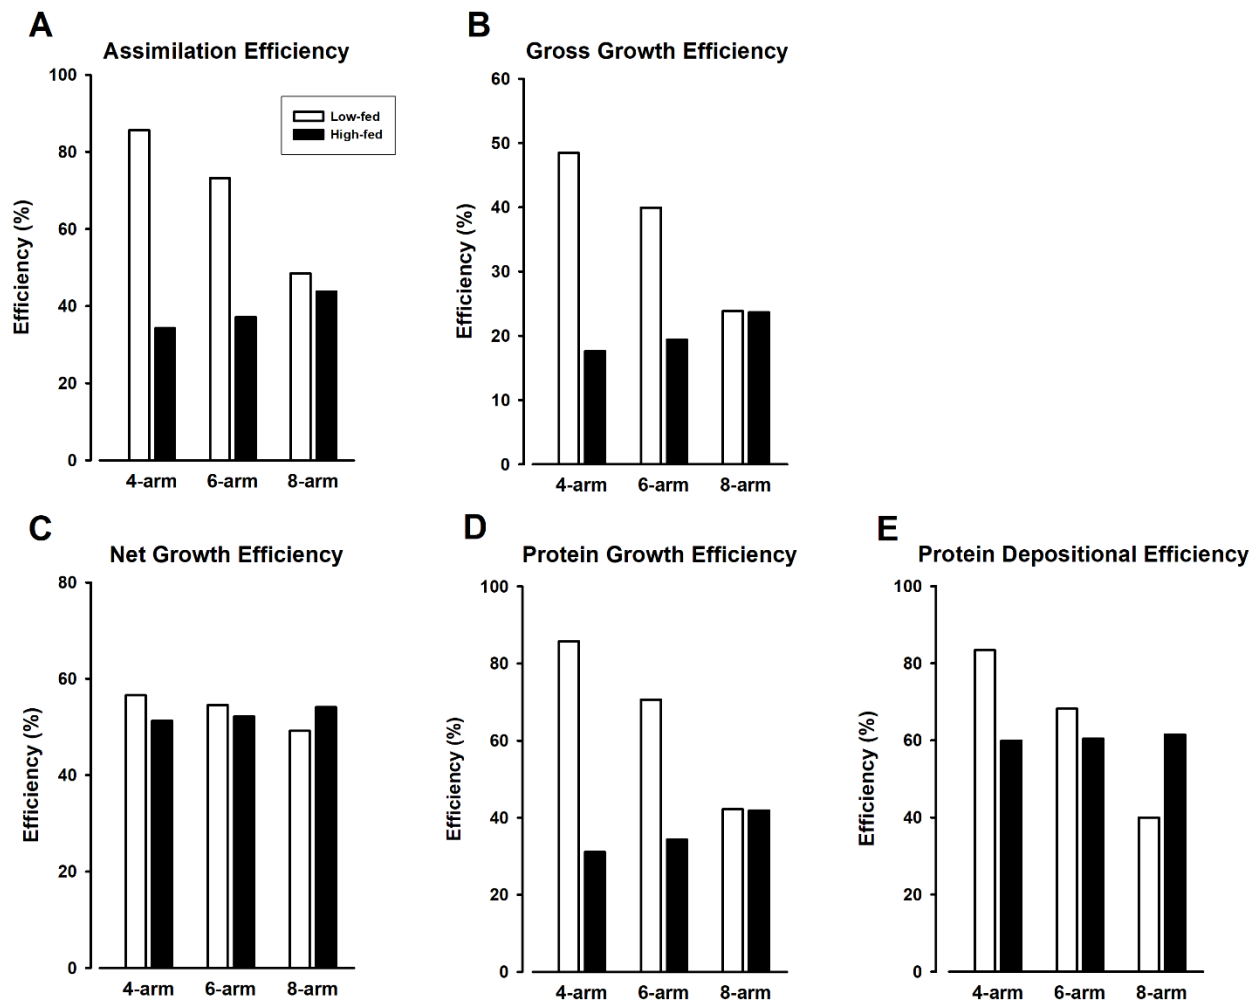 A
Assimilation Efficiency
100
80
60
40
20
0
Efficiency (%)
Low-fed
High-fed
4-arm 6-arm 8-arm
B
Gross Growth Efficiency
60
50
40
30
20
10
0
Efficiency (%)
4-arm 6-arm 8-arm
C
Net Growth Efficiency
80
60
40
20
0
Efficiency (%)
4-arm 6-arm 8-arm
D
Protein Growth Efficiency
100
80
60
40
20
0
Efficiency (%)
4-arm 6-arm 8-arm
E
Protein Depositional Efficiency
100
80
60
40
20
0
Efficiency (%)
4-arm 6-arm 8-arm